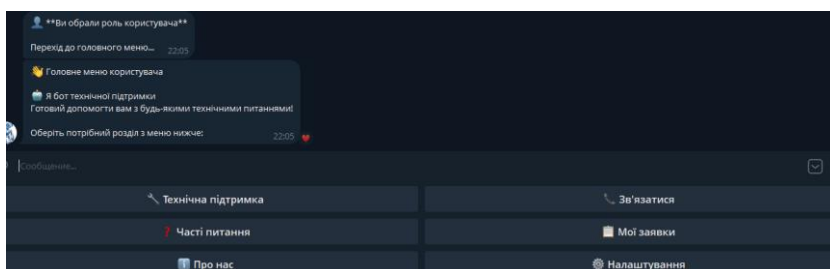 👤 **Ви обрали роль користувача**
Перехід до головного меню... 22:05
👋 Головне меню користувача
🤖 Я бот технічної підтримки
Готовий допомогти вам з будь-якими технічними питаннями!
Оберіть потрібний розділ з меню нижче: 22:05 ❤️
Сообщение...
🔧 Технічна підтримка
📞 Зв'язатися
❓ Часті питання
📋 Мої заявки
ℹ️ Про нас
⚙️ Налаштування